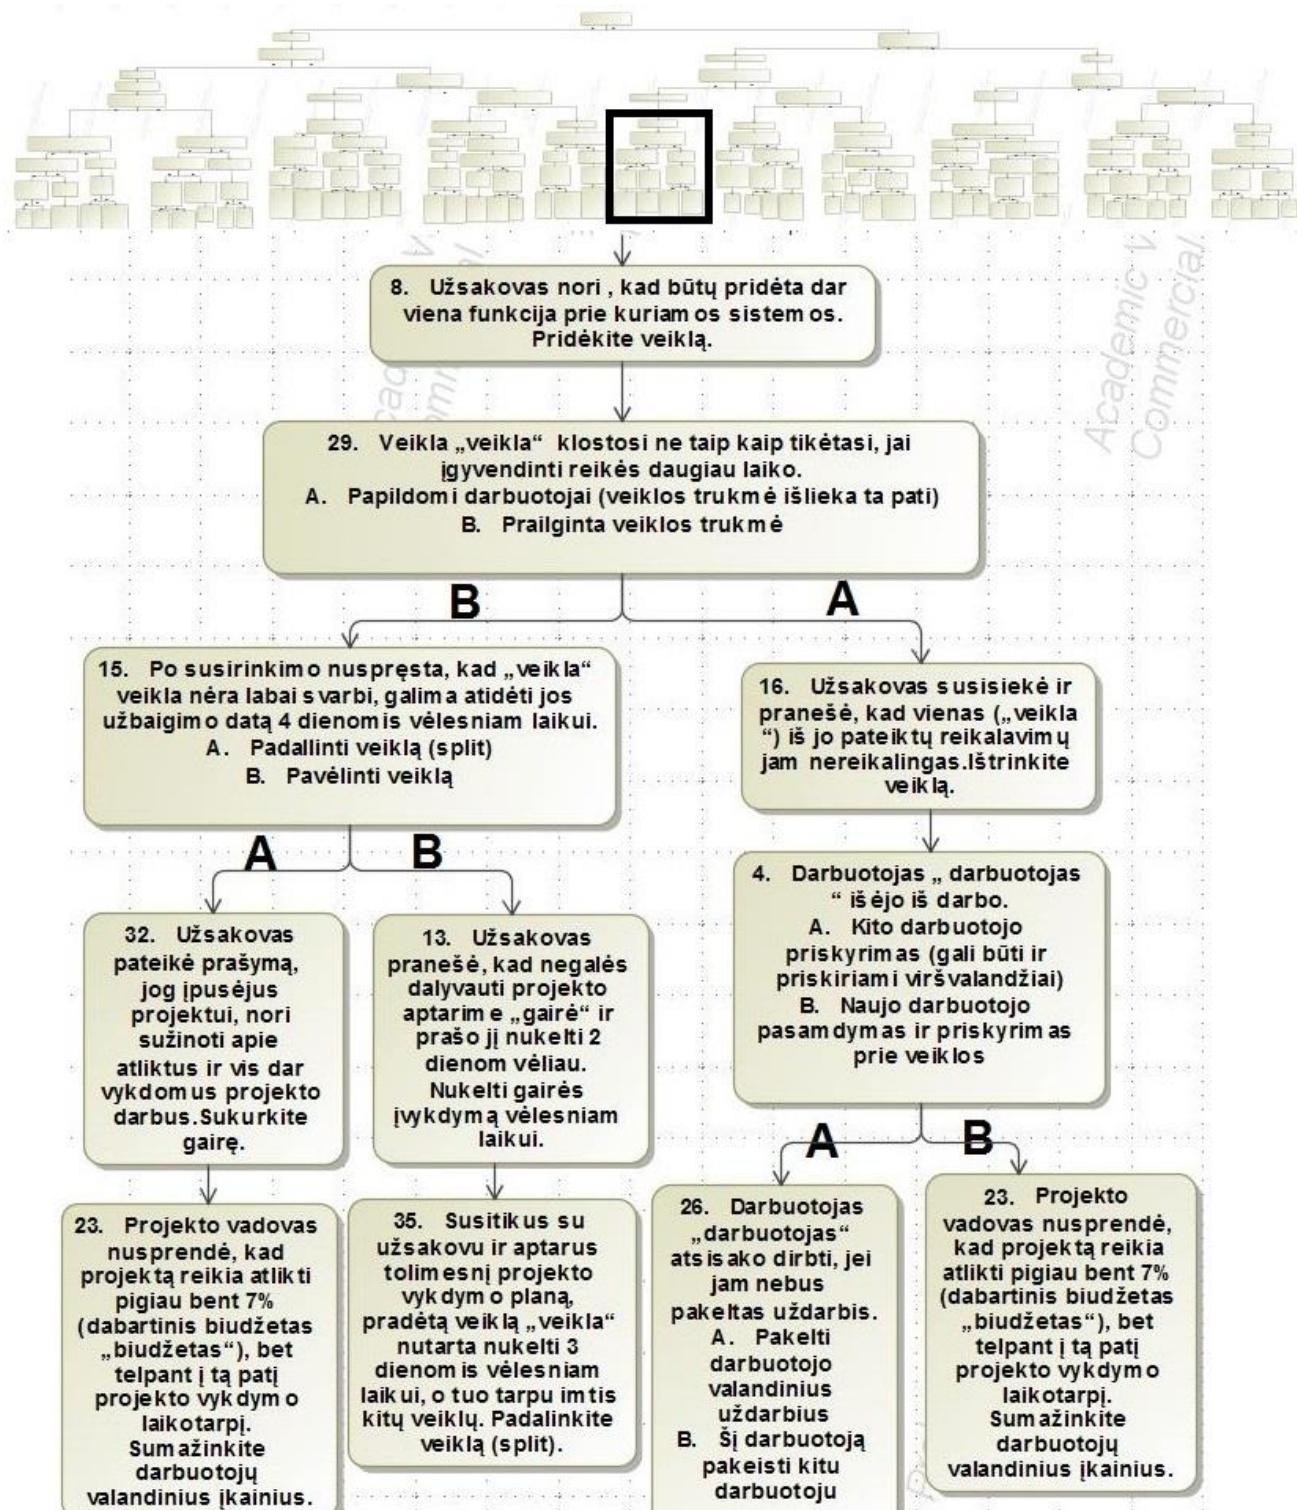 8. Užsakovas nori , kad būtų pridėta dar
viena funkcija prie kuriamos sistemos.
Pridėkite veiklą.
29. Veikla „veikla“ klostosi ne taip kaip tikėtasi, jai
įgyvendinti reikės daugiau laiko.
A. Papildomi darbuotojai (veiklos trukmė išlieka ta pati)
B. Prailginta veiklos trukmė
B
A
15. Po susirinkimo nuspręsta, kad „veikla“
veikla nėra labai svarbi, galima atidėti jos
užbaigimo datą 4 dienomis vėlesniam laikui.
A. Padallinti veiklą (split)
B. Pavėlinti veiklą
16. Užsakovas susisiekė ir
pranešė, kad vienas („veikla
“) iš jo pateiktų reikalavimų
jam nereikalingas.Ištrinkite
veiklą.
A
B
4. Darbuotojas „ darbuotojas
“ išėjo iš darbo.
A. Kito darbuotojo
priskyrimas (gali būti ir
priskiriami viršvalandžiai)
B. Naujo darbuotojo
pasamdymas ir priskyrimas
prie veiklos
32. Užsakovas
pateikė prašymą,
jog įpusėjus
projektui, nori
sužinoti apie
atliktus ir vis dar
vykdomus projekto
darbus.Sukurkite
gairę.
13. Užsakovas
pranešė, kad negalės
dalyvauti projekto
aptarime „gairė“ ir
prašo jį nukelti 2
dienom vėliau.
Nukelti gairės
įvykdymą vėlesniam
laikui.
A
B
23. Projekto vadovas
nusprendė, kad
projektą reikia atlikti
pigiau bent 7%
(dabartinis biudžetas
„biudžetas“), bet
telpant į tą patį
projekto vykdymo
laikotarpį.
Sumažinkite
darbuotojų
valandinius įkainius.
35. Susitikus su
užsakovu ir aptarus
tolimesnį projekto
vykdymo planą,
pradėtą veiklą „veikla“
nutarta nukelti 3
dienomis vėlesniam
laikui, o tuo tarpu imtis
kitų veiklų. Padalinkite
veiklą (split).
26. Darbuotojas
„darbuotojas“
atsisako dirbti, jei
jam nebus
pakeltas uždarbis.
A. Pakelti
darbuotojo
valandinius
uždarbius
B. Šį darbuotoją
pakeisti kitu
darbuotoju
23. Projekto
vadovas nusprendė,
kad projektą reikia
atlikti pigiau bent 7%
(dabartinis biudžetas
„biudžetas“), bet
telpant į tą patį
projekto vykdymo
laikotarpį.
Sumažinkite
darbuotojų
valandinius įkainius.
Academic V
Commercial